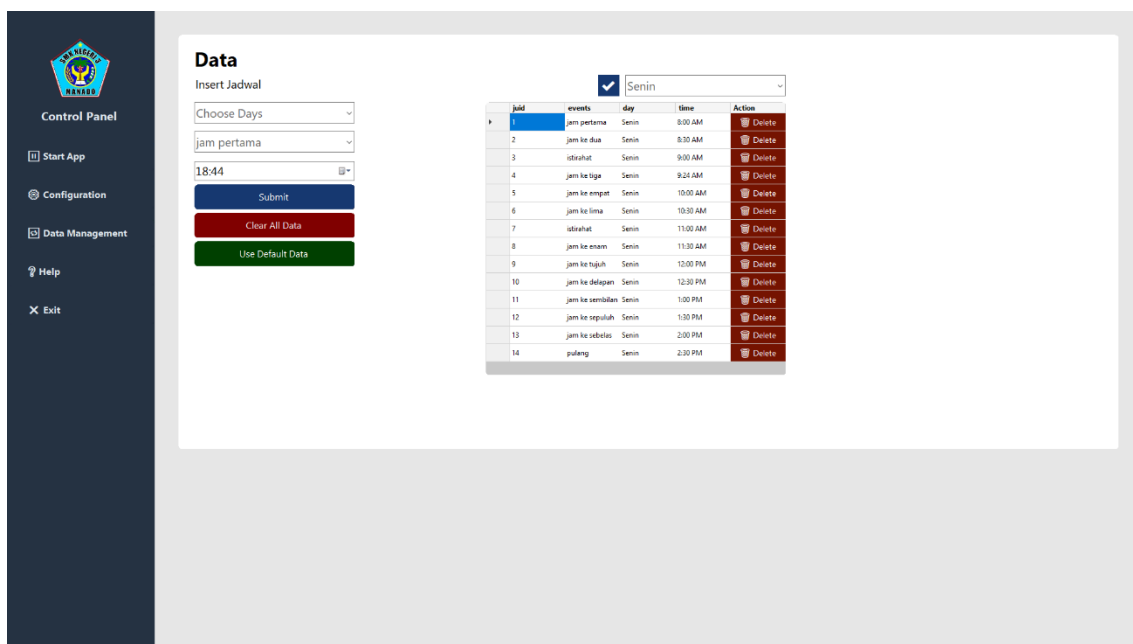 SMK NEGERI 3
MANADO
Control Panel
Start App
Configuration
Data Management
Help
Exit
Data
Insert Jadwal
Choose Days
jam pertama
18:44
Submit
Clear All Data
Use Default Data
Senin
juid events day time Action
1 jam pertama Senin 8:00 AM Delete
2 jam ke dua Senin 8:30 AM Delete
3 istirahat Senin 9:00 AM Delete
4 jam ke tiga Senin 9:24 AM Delete
5 jam ke empat Senin 10:00 AM Delete
6 jam ke lima Senin 10:30 AM Delete
7 istirahat Senin 11:00 AM Delete
8 jam ke enam Senin 11:30 AM Delete
9 jam ke tujuh Senin 12:00 PM Delete
10 jam ke delapan Senin 12:30 PM Delete
11 jam ke sembilan Senin 1:00 PM Delete
12 jam ke sepuluh Senin 1:30 PM Delete
13 jam ke sebelas Senin 2:00 PM Delete
14 pulang Senin 2:30 PM Delete